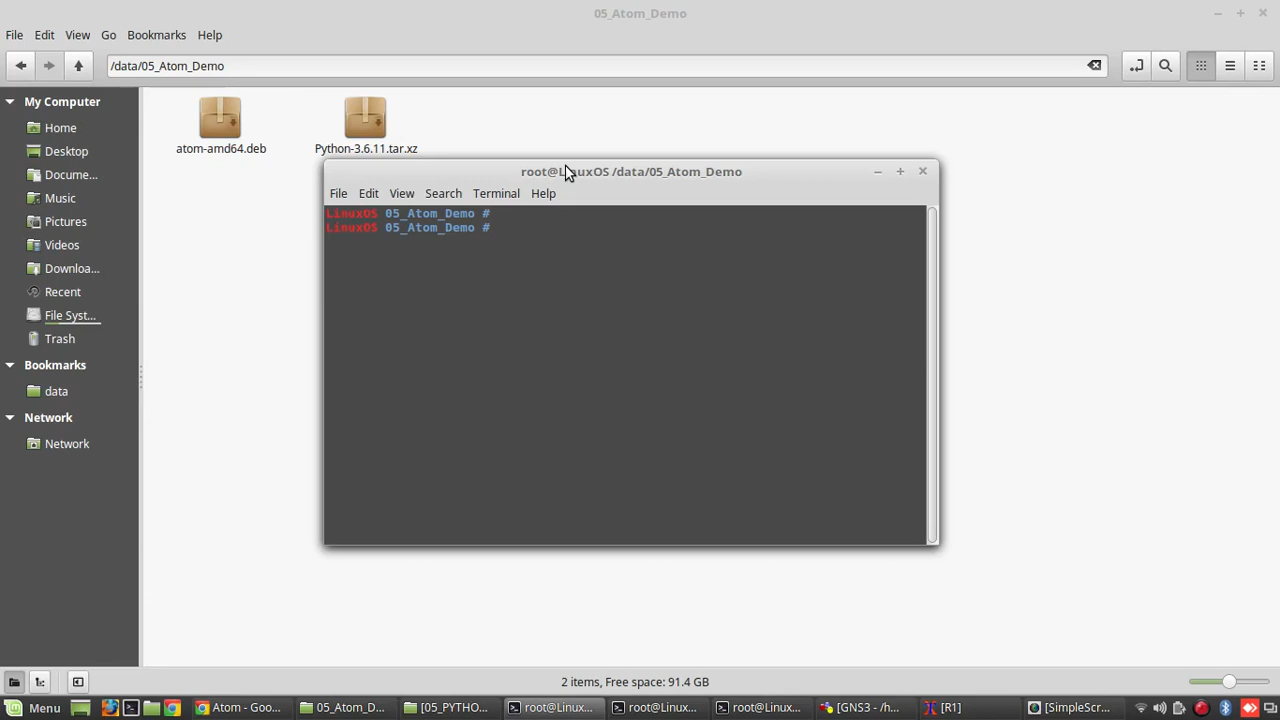 05_Atom_Demo
File Edit View Go Bookmarks Help
/data/05_Atom_Demo
My Computer
Home
Desktop
Docume...
Music
Pictures
Videos
Downloa...
Recent
File Syst...
Trash
Bookmarks
data
Network
Network
atom-amd64.deb
Python-3.6.11.tar.xz
root@LinuxOS /data/05_Atom_Demo
File Edit View Search Terminal Help
LinuxOS 05_Atom_Demo #
LinuxOS 05_Atom_Demo #
2 items, Free space: 91.4 GB
Menu Atom - Goo... 05_Atom_D... [05_PYTHO... root@Linux... root@Linux... root@Linux... [GNS3 - /h... [R1] [SimpleScr...